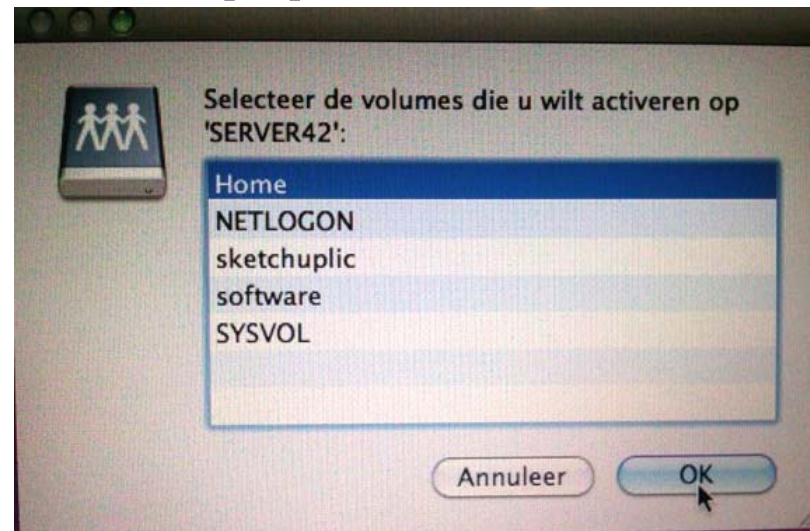 Selecteer de volumes die u wilt activeren op
'SERVER42':
Home
NETLOGON
sketchuplic
software
SYSVOL
Annuleer
OK